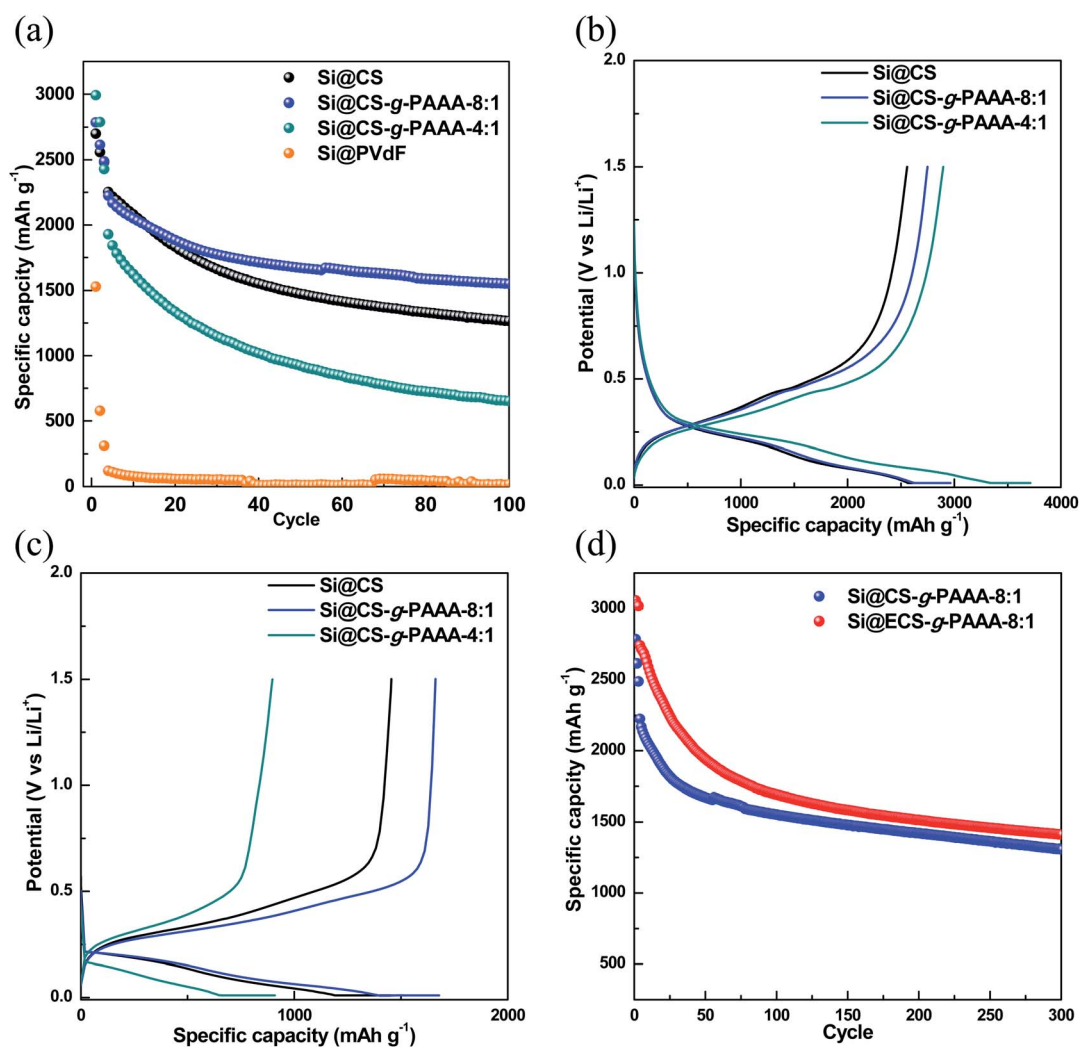 (a)
Specific capcity (mAh g⁻¹)
3000
2500
2000
1500
1000
500
0
Si@CS
Si@CS-g-PAAA-8:1
Si@CS-g-PAAA-4:1
Si@PVdF
0 20 40 60 80 100
Cycle
(b)
Potential (V vs Li/Li⁺)
2.0
1.5
1.0
0.5
0.0
Si@CS
Si@CS-g-PAAA-8:1
Si@CS-g-PAAA-4:1
0 1000 2000 3000 4000
Specific capacity (mAh g⁻¹)
(c)
Potential (V vs Li/Li⁺)
2.0
1.5
1.0
0.5
0.0
Si@CS
Si@CS-g-PAAA-8:1
Si@CS-g-PAAA-4:1
0 1000 2000
Specific capacity (mAh g⁻¹)
(d)
Specific capcity (mAh g⁻¹)
3000
2500
2000
1500
1000
500
Si@CS-g-PAAA-8:1
Si@ECS-g-PAAA-8:1
0 50 100 150 200 250 300
Cycle